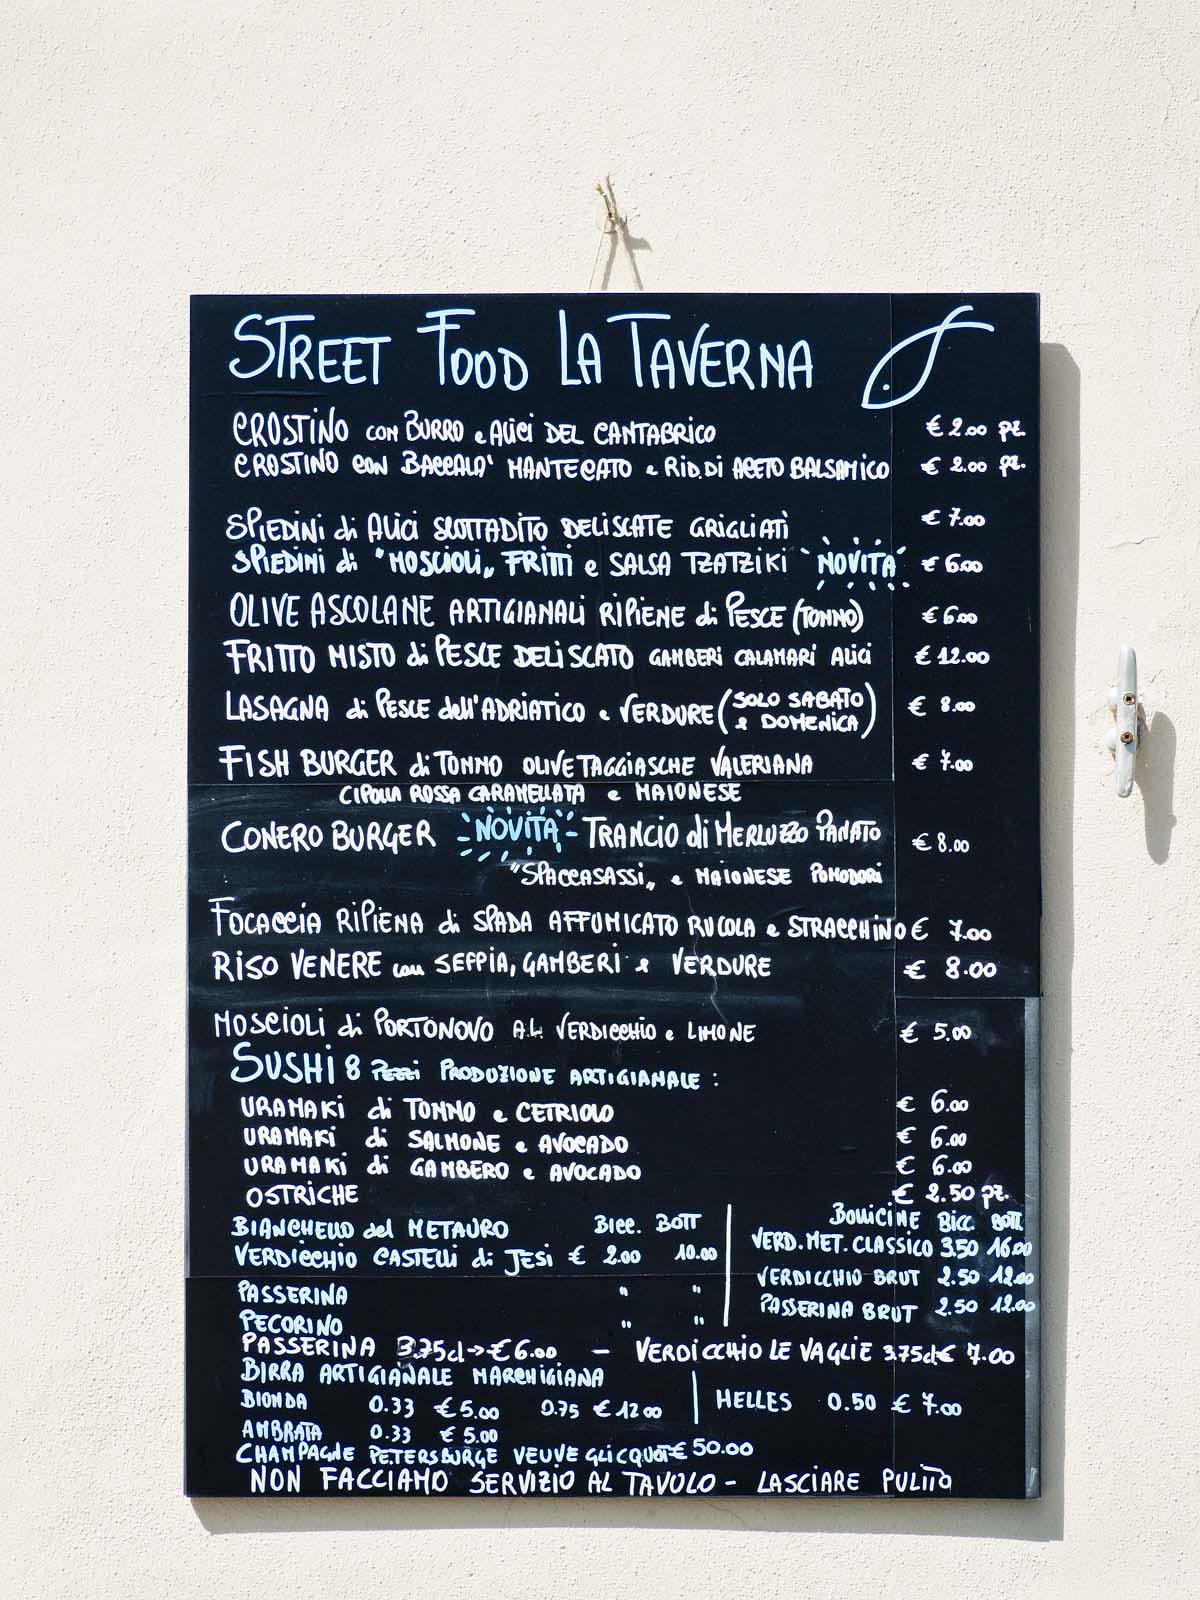 STREET FOOD LA TAVERNA
CROSTINO CON BURRO e ALICI DEL CANTABRICO € 2.00 pz.
CROSTINO CON BACCALA' MANTECATO e RID. DI ACETO BALSAMICO € 2.00 pz.
SPIEDINI di ALICI SCOTTADITO DELISCATE GRIGLIATI € 7.00
SPIEDINI di "MOSCIOLI„ FRITTI e SALSA TZATZIKI NOVITA € 6.00
OLIVE ASCOLANE ARTIGIANALI RIPIENE di PESCE (TONNO) € 6.00
FRITTO MISTO di PESCE DELISCATO GAMBERI CALAMARI ALICI € 12.00
LASAGNA di PESCE dell'ADRIATICO e VERDURE (SOLO SABATO e DOMENICA) € 8.00
FISH BURGER di TONNO OLIVE TAGGIASCHE VALERIANA € 7.00
CIPOLLA ROSSA CARAMELLATA e MAIONESE
CONERO BURGER NOVITA TRANCIO di MERLUZZO PANATO € 8.00
"SPACCASASSI„ e MAIONESE POMODORI
FOCACCIA RIPIENA di SPADA AFFUMICATO RUCOLA e STRACCHINO € 7.00
RISO VENERE con SEPPIA, GAMBERI e VERDURE € 8.00
MOSCIOLI di PORTONOVO AL VERDICCHIO e LIMONE € 5.00
SUSHI 8 PEZZI PRODUZIONE ARTIGIANALE :
URAMAKI di TONNO e CETRIOLO € 6.00
URAMAKI di SALMONE e AVOCADO € 6.00
URAMAKI di GAMBERO e AVOCADO € 6.00
OSTRICHE € 2.50 pz.
BIANCHELLO del METAURO BICC. BOTT
VERDICCHIO CASTELLI di JESI € 2.00 10.00
PASSERINA " "
PECORINO " "
BOLLICINE BICC. BOTT
VERD. MET. CLASSICO 3.50 16.00
VERDICCHIO BRUT 2.50 12.00
PASSERINA BRUT 2.50 12.00
PASSERINA 3.75cl → € 6.00 – VERDICCHIO LE VAGLIE 3.75cl € 7.00
BIRRA ARTIGIANALE MARCHIGIANA
BIONDA 0.33 € 5.00 0.75 € 12.00 HELLES 0.50 € 7.00
AMBRATA 0.33 € 5.00
CHAMPAGNE PETERSBURGE VEUVE GLICQUOT € 50.00
NON FACCIAMO SERVIZIO AL TAVOLO - LASCIARE PULITO